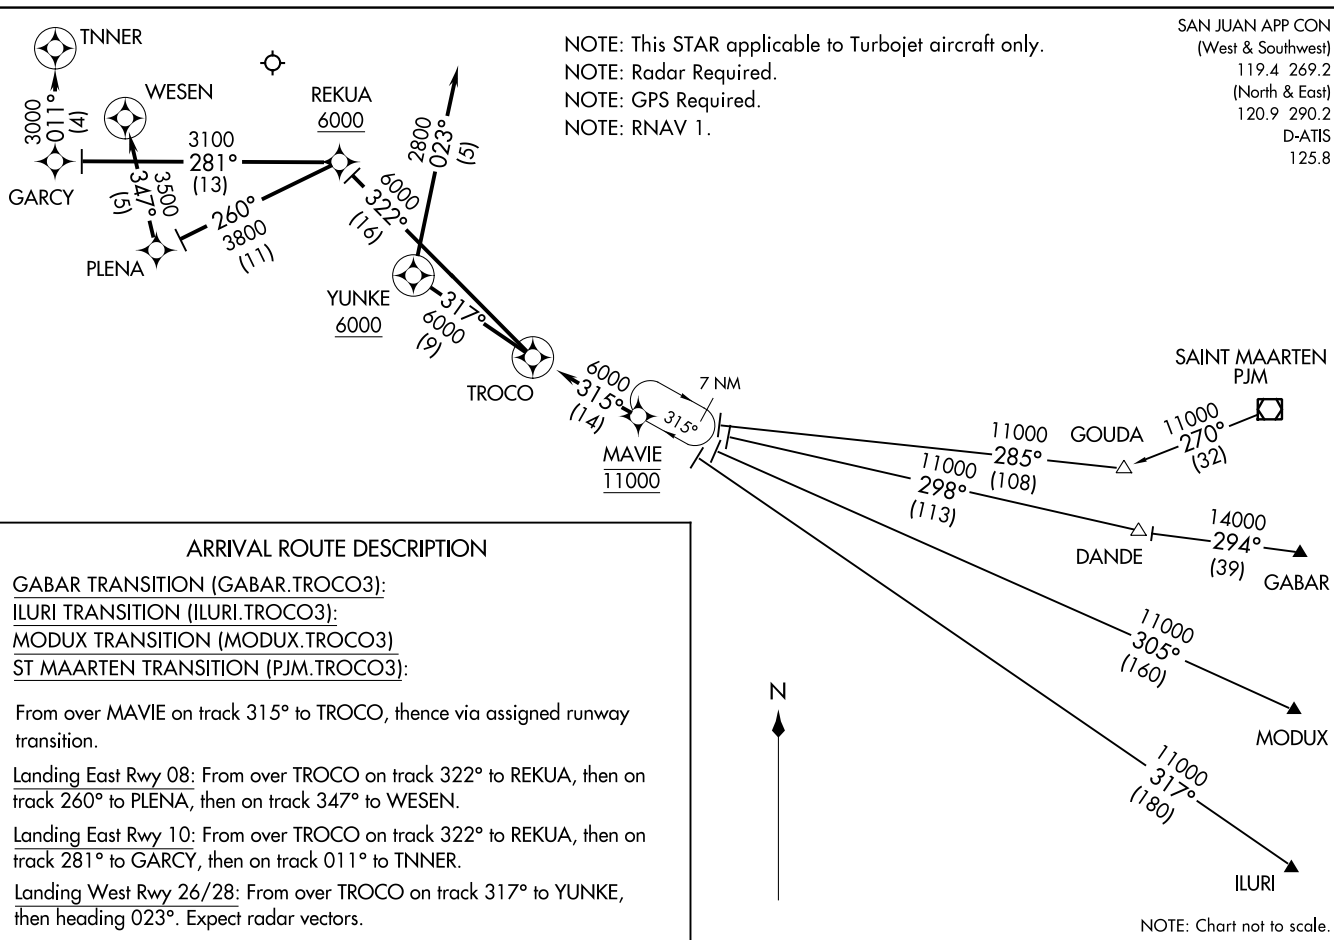 TNNER
WESEN
REKUA
6000
3000
011°
(4)
GARCY
3100
281°
(13)
3500
347°
(5)
PLENA
260°
3800
(11)
6000
322°
(16)
2800
023°
(5)
YUNKE
6000
317°
6000
(9)
TROCO
6000
315°
(14)
315°
7 NM
MAVIE
11000
NOTE: This STAR applicable to Turbojet aircraft only.
NOTE: Radar Required.
NOTE: GPS Required.
NOTE: RNAV 1.
SAN JUAN APP CON
(West & Southwest)
119.4 269.2
(North & East)
120.9 290.2
D-ATIS
125.8
SAINT MAARTEN
PJM
11000
270°
(32)
GOUDA
11000
285°
(108)
11000
298°
(113)
DANDE
14000
294°
(39)
GABAR
11000
305°
(160)
MODUX
11000
317°
(180)
ILURI
N
ARRIVAL ROUTE DESCRIPTION
GABAR TRANSITION (GABAR.TROCO3):
ILURI TRANSITION (ILURI.TROCO3):
MODUX TRANSITION (MODUX.TROCO3)
ST MAARTEN TRANSITION (PJM.TROCO3):
From over MAVIE on track 315° to TROCO, thence via assigned runway
transition.
Landing East Rwy 08: From over TROCO on track 322° to REKUA, then on
track 260° to PLENA, then on track 347° to WESEN.
Landing East Rwy 10: From over TROCO on track 322° to REKUA, then on
track 281° to GARCY, then on track 011° to TNNER.
Landing West Rwy 26/28: From over TROCO on track 317° to YUNKE,
then heading 023°. Expect radar vectors.
NOTE: Chart not to scale.